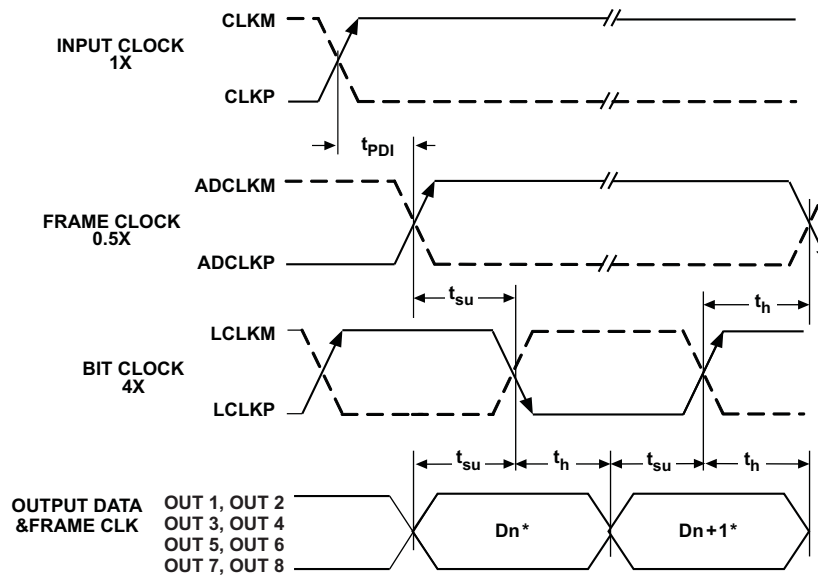 INPUT CLOCK
1X
CLKM
CLKP
tPDI
FRAME CLOCK
0.5X
ADCLKM
ADCLKP
tsu
th
BIT CLOCK
4X
LCLKM
LCLKP
tsu
th
tsu
th
OUTPUT DATA
&FRAME CLK
OUT 1, OUT 2
OUT 3, OUT 4
OUT 5, OUT 6
OUT 7, OUT 8
Dn*
Dn+1*